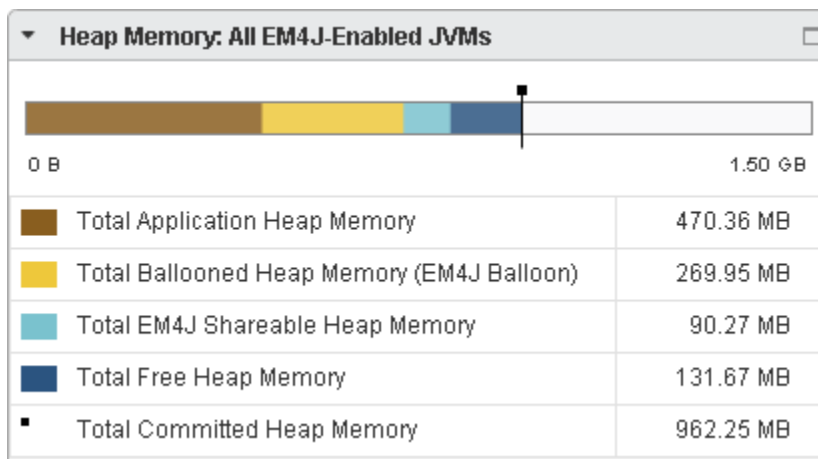 Heap Memory: All EM4J-Enabled JVMs
0 B 1.50 GB
Total Application Heap Memory 470.36 MB
Total Ballooned Heap Memory (EM4J Balloon) 269.95 MB
Total EM4J Shareable Heap Memory 90.27 MB
Total Free Heap Memory 131.67 MB
Total Committed Heap Memory 962.25 MB